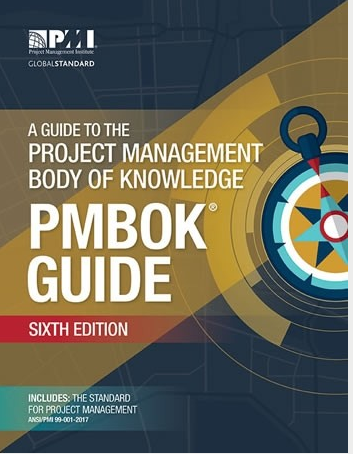 PMI
Project Management Institute
GLOBALSTANDARD
A GUIDE TO THE
PROJECT MANAGEMENT
BODY OF KNOWLEDGE
PMBOK®
GUIDE
SIXTH EDITION
INCLUDES: THE STANDARD
FOR PROJECT MANAGEMENT
ANSI/PMI 99-001-2017